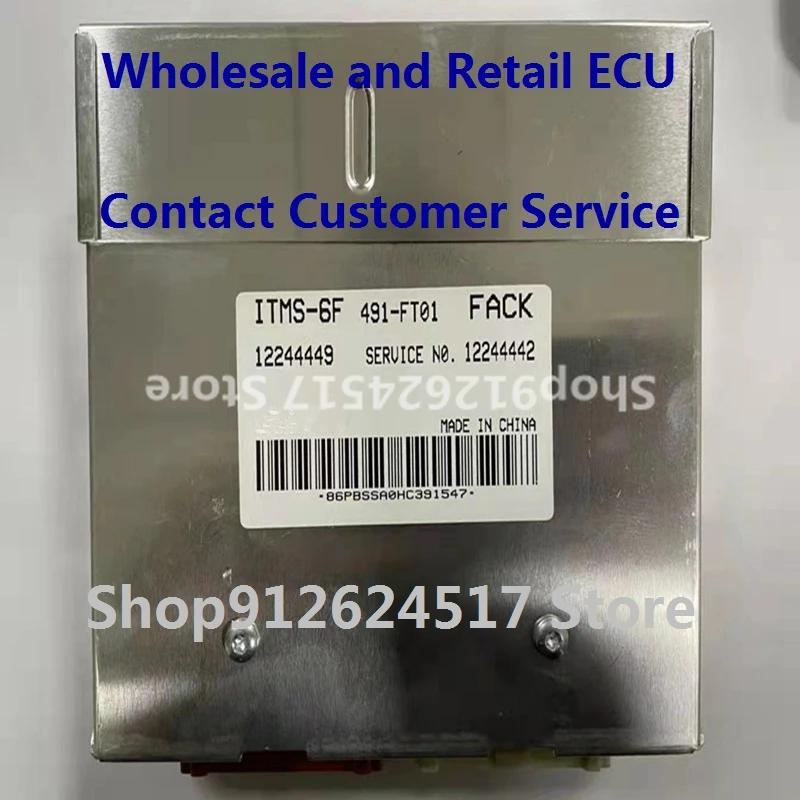 Wholesale and Retail ECU
Contact Customer Service
ITMS-6F 491-FT01 FACK
12244449 SERVICE NO. 12244442
Shop912624517 Store
MADE IN CHINA
-86PBSSA0HC391547-
Shop912624517 Store